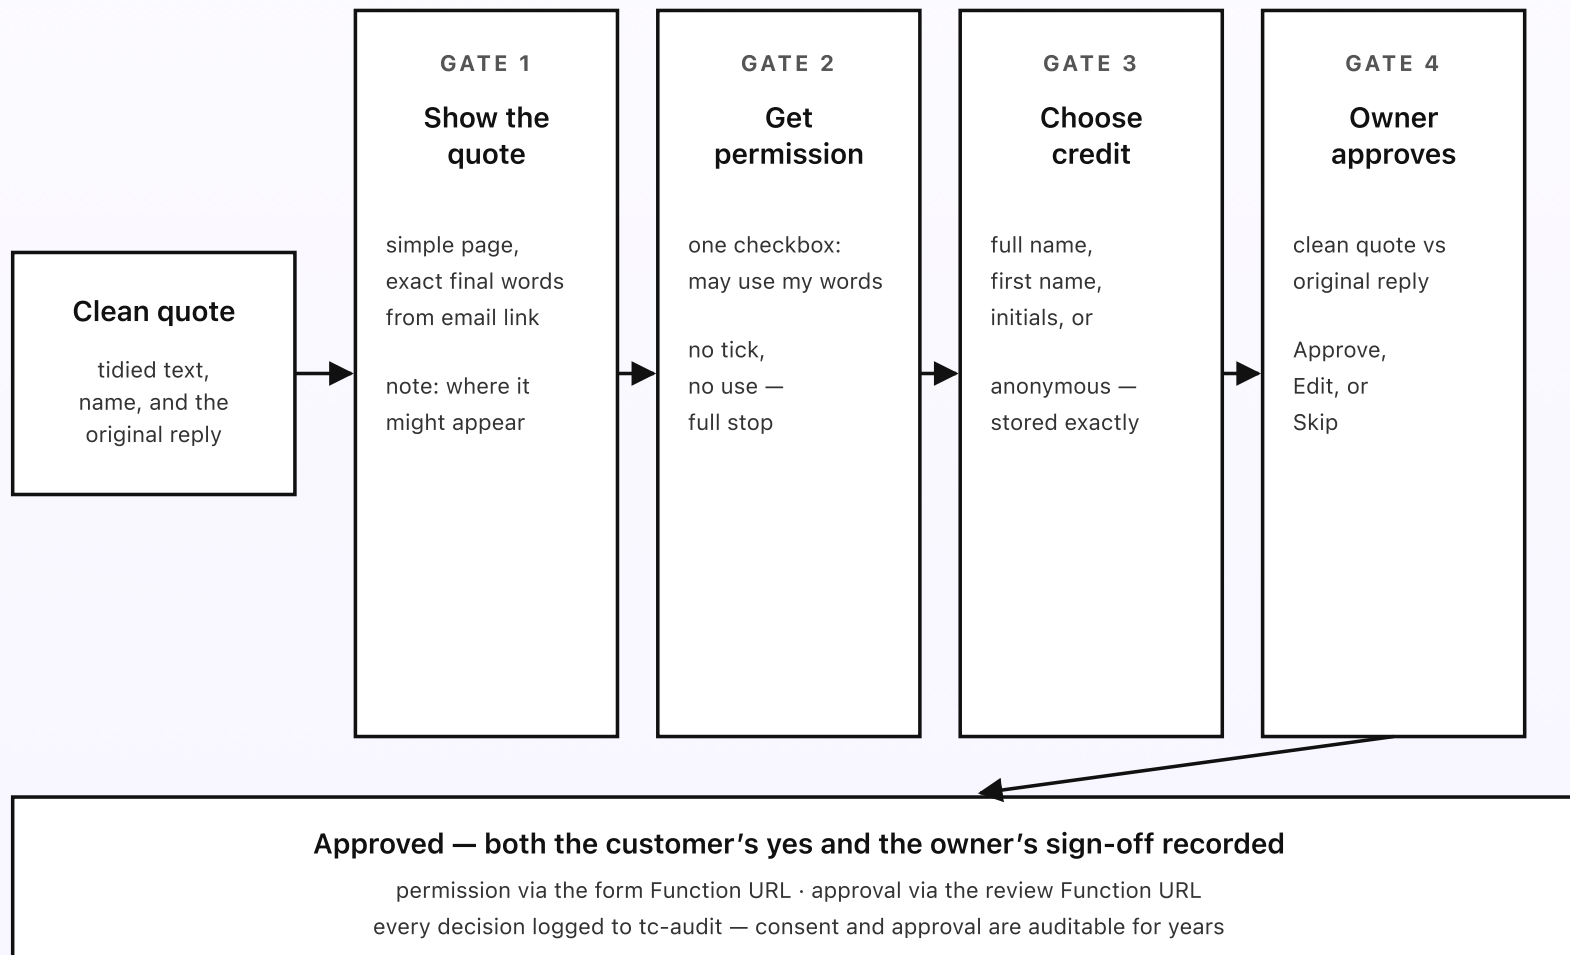 Clean quote
tidied text,
name, and the
original reply
GATE 1
Show the
quote
simple page,
exact final words
from email link
note: where it
might appear
GATE 2
Get
permission
one checkbox:
may use my words
no tick,
no use —
full stop
GATE 3
Choose
credit
full name,
first name,
initials, or
anonymous —
stored exactly
GATE 4
Owner
approves
clean quote vs
original reply
Approve,
Edit, or
Skip
Approved — both the customer’s yes and the owner’s sign-off recorded
permission via the form Function URL · approval via the review Function URL
every decision logged to tc-audit — consent and approval are auditable for years